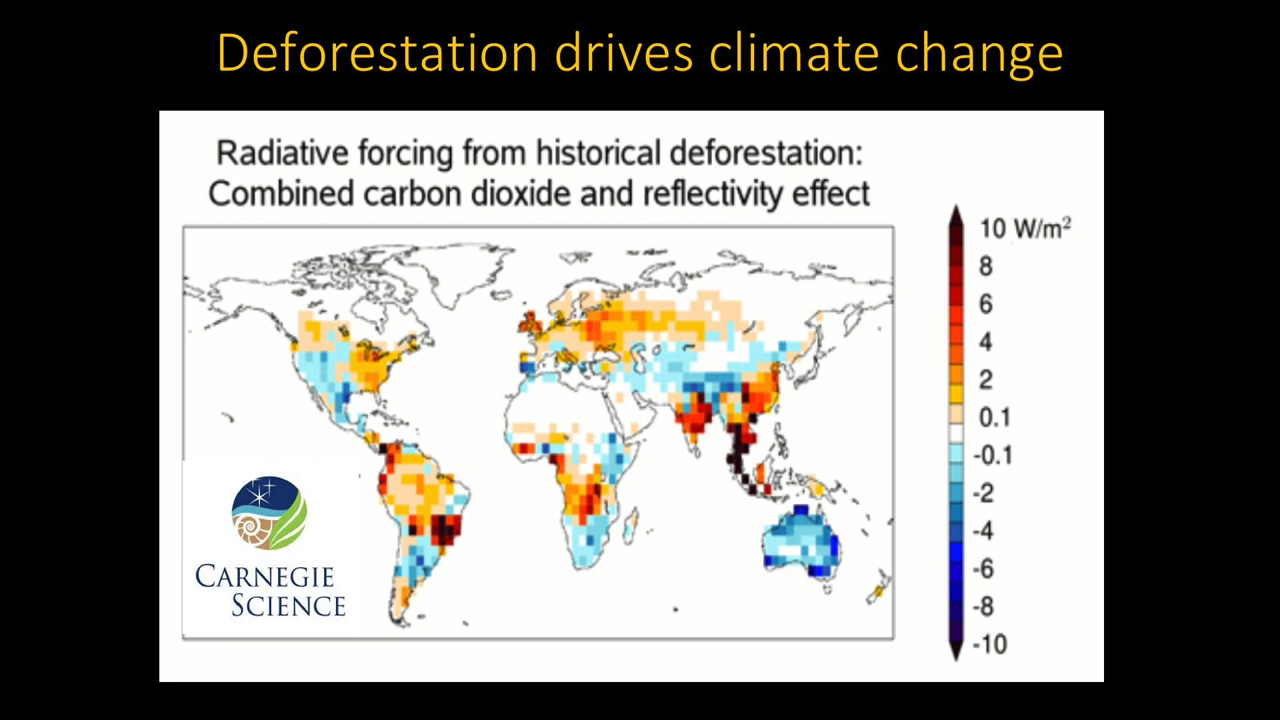 Deforestation drives climate change
Radiative forcing from historical deforestation:
Combined carbon dioxide and reflectivity effect
10 W/m²
8
6
4
2
0.1
-0.1
-2
-4
-6
-8
-10
CARNEGIE
SCIENCE